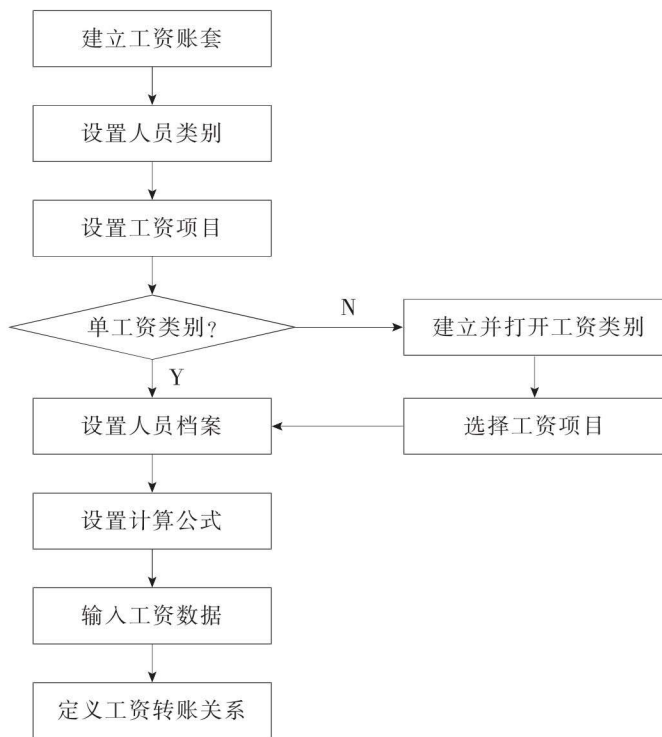 建立工资账套
设置人员类别
设置工资项目
单工资类别?
N
建立并打开工资类别
Y
设置人员档案
选择工资项目
设置计算公式
输入工资数据
定义工资转账关系